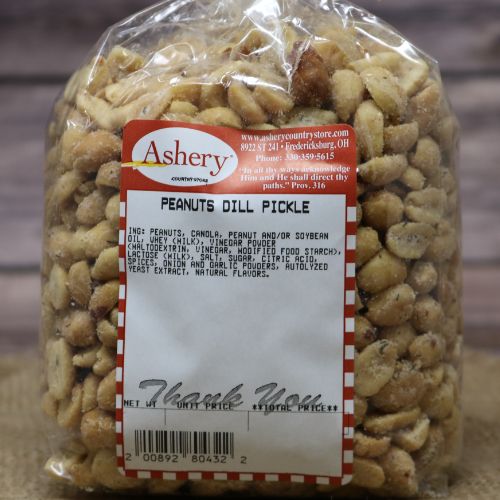 Ashery
COUNTRY STORE
www.asherycountrystore.com
8922 ST 241 • Fredericksburg, OH
Phone: 330-359-5615
"In all thy ways acknowledge
Him and He shall direct thy
paths." Prov. 316
PEANUTS DILL PICKLE
ING: PEANUTS, CANOLA, PEANUT AND/OR SOYBEAN
OIL, WHEY (MILK), VINEGAR POWDER
(MALTODEXTRIN, VINEGAR, MODIFIED FOOD STARCH),
LACTOSE (MILK), SALT, SUGAR, CITRIC ACID,
SPICES, ONION AND GARLIC POWDERS, AUTOLYZED
YEAST EXTRACT, NATURAL FLAVORS.
Thank You
NET WT UNIT PRICE **TOTAL PRICE**
2 00892 80432 2